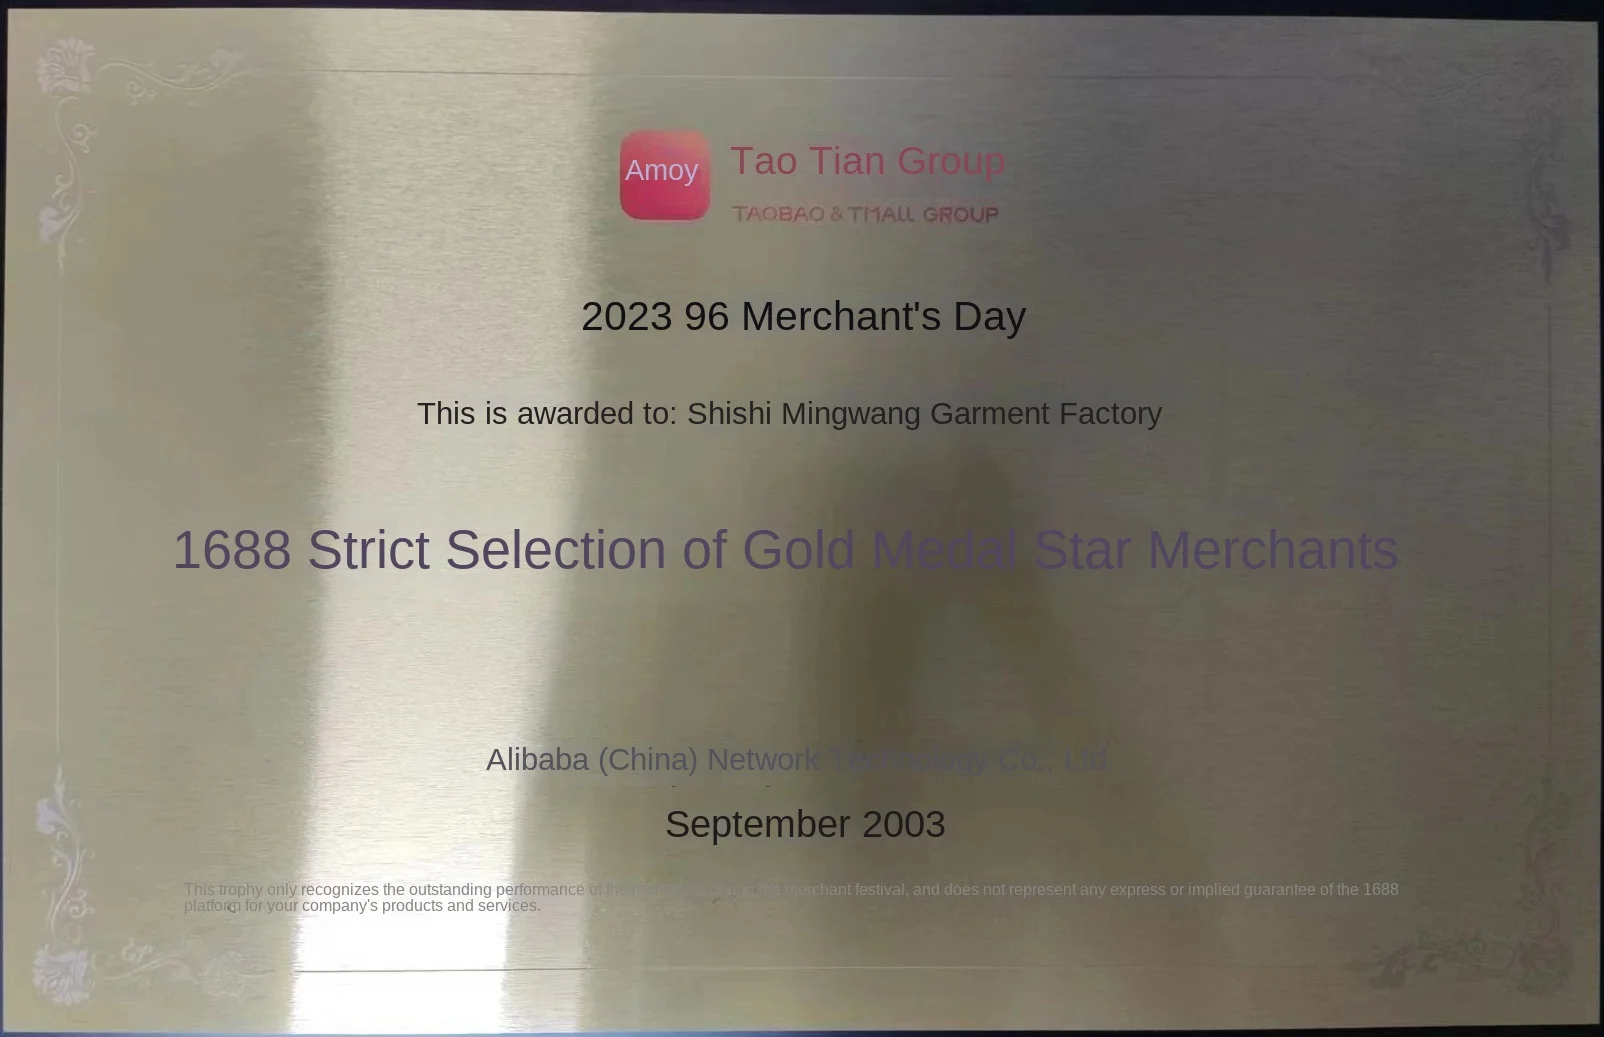 Amoy
Tao Tian Group
TAOBAO & TMALL GROUP
2023 96 Merchant's Day
This is awarded to: Shishi Mingwang Garment Factory
1688 Strict Selection of Gold Medal Star Merchants
Alibaba (China) Network Technology Co., Ltd
September 2003
This trophy only recognizes the outstanding performance of the merchant festival, and does not represent any express or implied guarantee of the 1688
platform for your company's products and services.